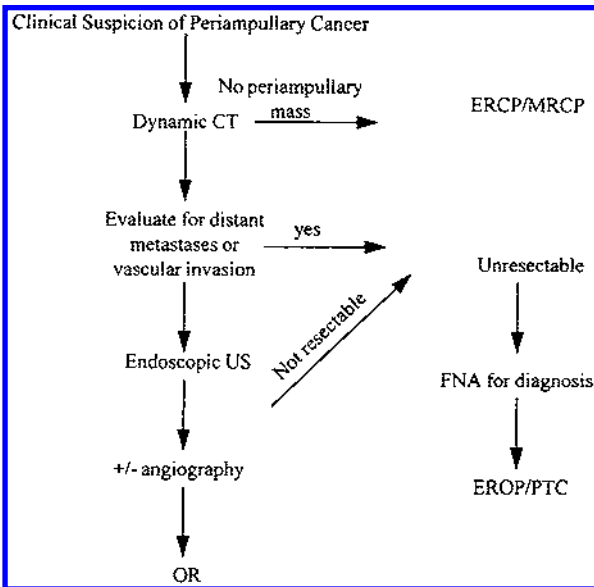 Clinical Suspicion of Periampullary Cancer
No periampullary
mass
Dynamic CT
ERCP/MRCP
Evaluate for distant
metastases or
vascular invasion
yes
Unresectable
Not resectable
Endoscopic US
FNA for diagnosis
+/- angiography
EROP/PTC
OR